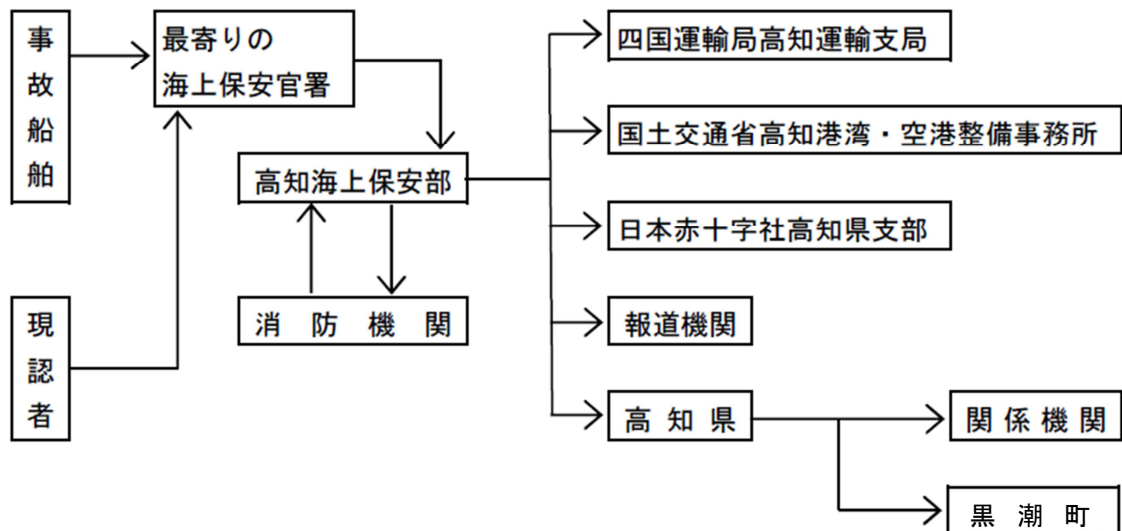 事故船舶
最寄りの
海上保安官署
高知海上保安部
消防機関
現認者
四国運輸局高知運輸支局
国土交通省高知港湾・空港整備事務所
日本赤十字社高知県支部
報道機関
高知県
関係機関
黒潮町